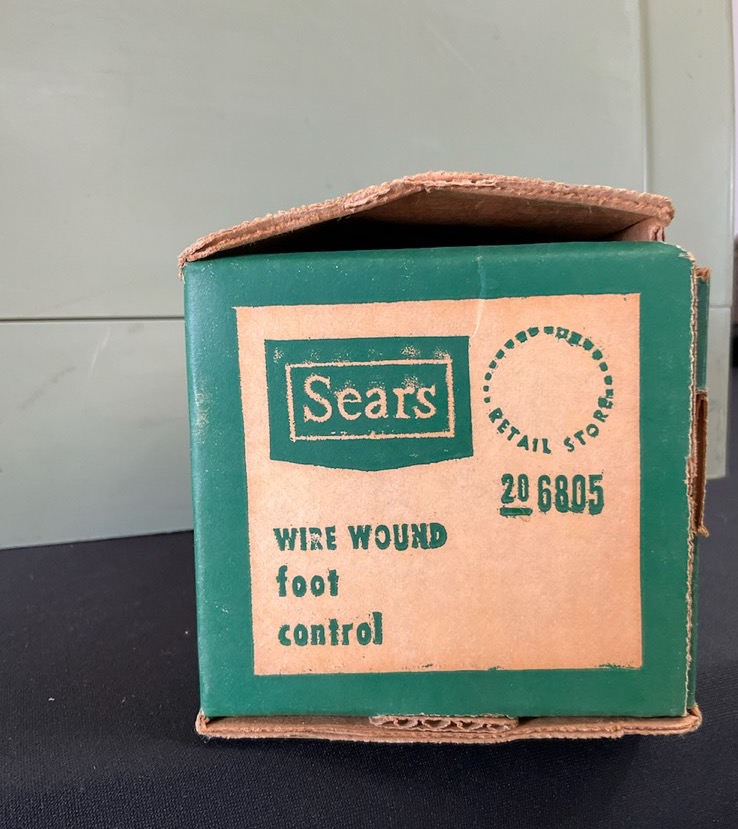 Sears
RETAIL STORE
20 6805
WIRE WOUND
foot
control